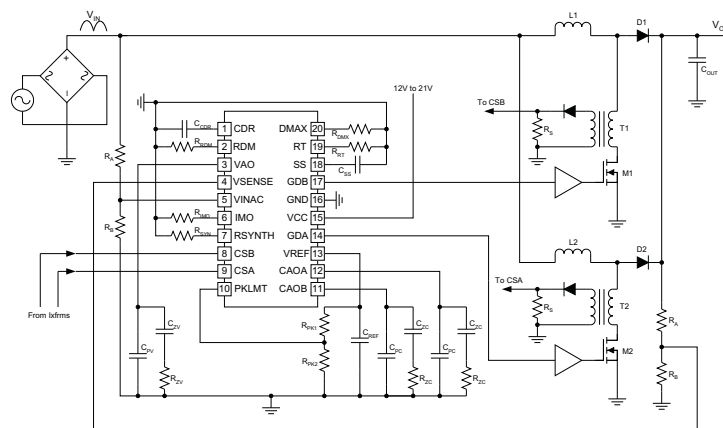 V_IN
L1
D1
V_O
C_OUT
12V to 21V
To CSB
R_S
T1
M1
C_CDR
R_RDM
R_DMX
R_RT
C_SS
R_A
R_B
R_IMO
R_SYN
1 CDR DMAX 20
2 RDM RT 19
3 VAO SS 18
4 VSENSE GDB 17
5 VINAC GND 16
6 IMO VCC 15
7 RSYNTH GDA 14
8 CSB VREF 13
9 CSA CAOA 12
10 PKLMT CAOB 11
L2
D2
To CSA
R_S
T2
M2
R_A
R_B
From Ixfrms
C_ZV
C_PV
R_ZV
R_PK1
R_PK2
C_REF
C_PC
C_ZC
R_ZC
C_PC
C_ZC
R_ZC